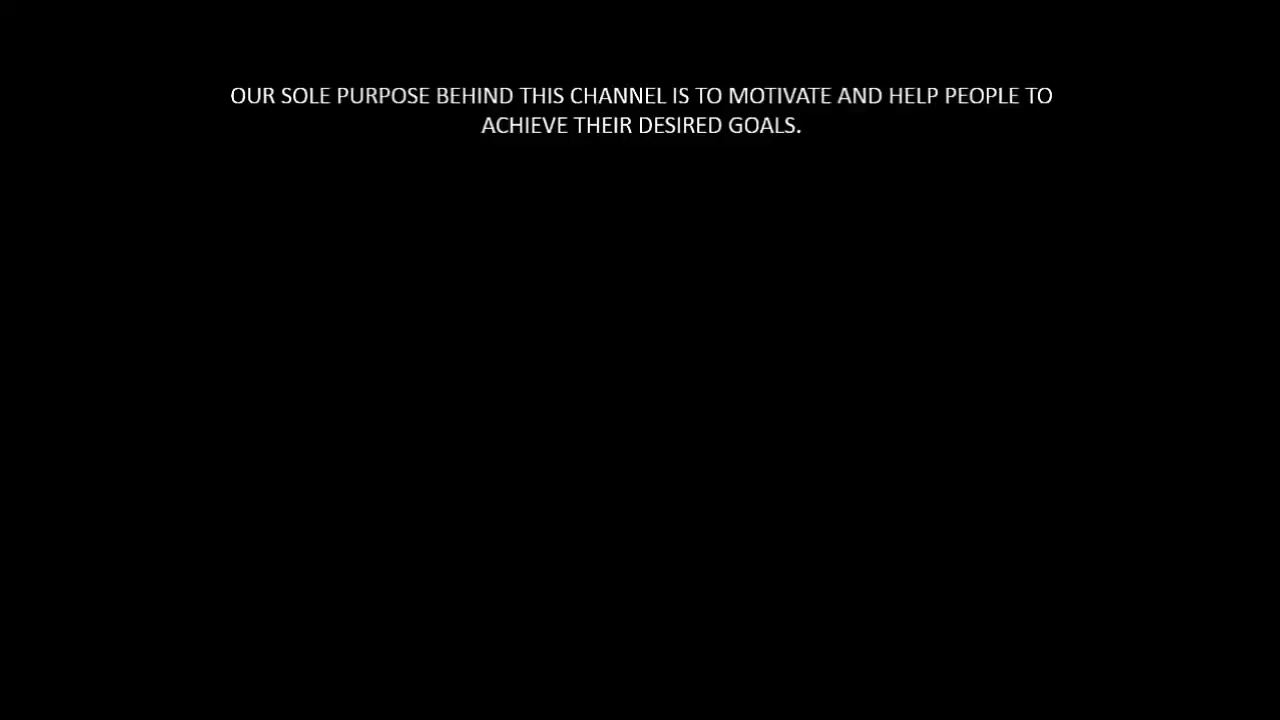 OUR SOLE PURPOSE BEHIND THIS CHANNEL IS TO MOTIVATE AND HELP PEOPLE TO
ACHIEVE THEIR DESIRED GOALS.